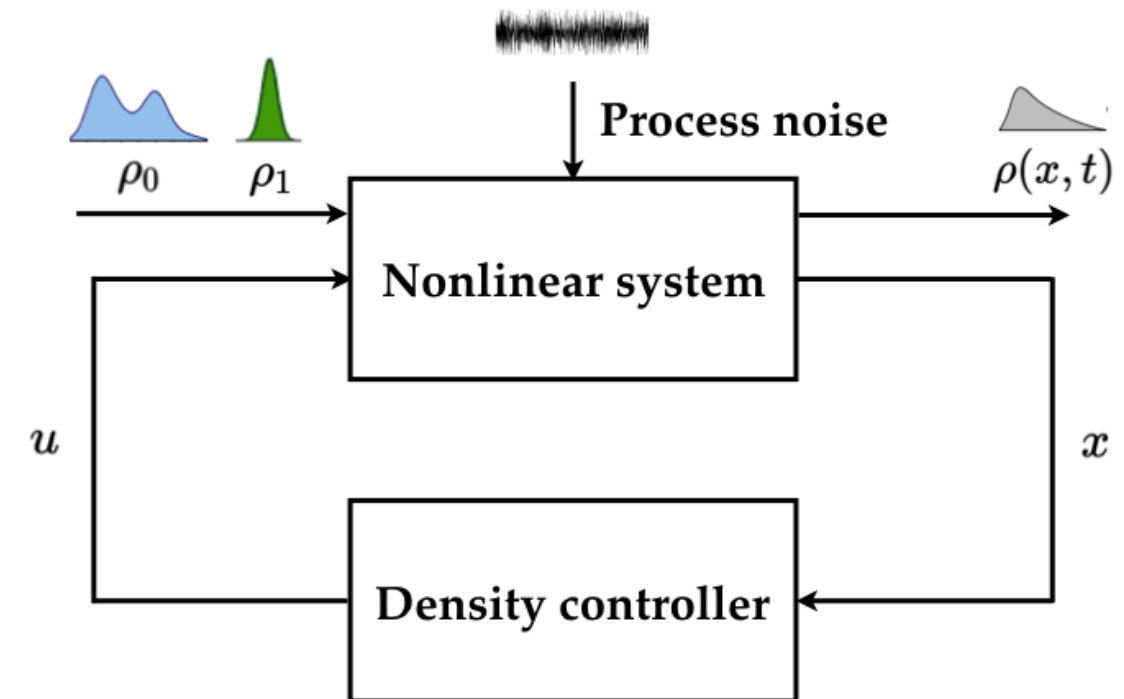 Process noise
ρ₀
ρ₁
ρ(x, t)
Nonlinear system
u
x
Density controller